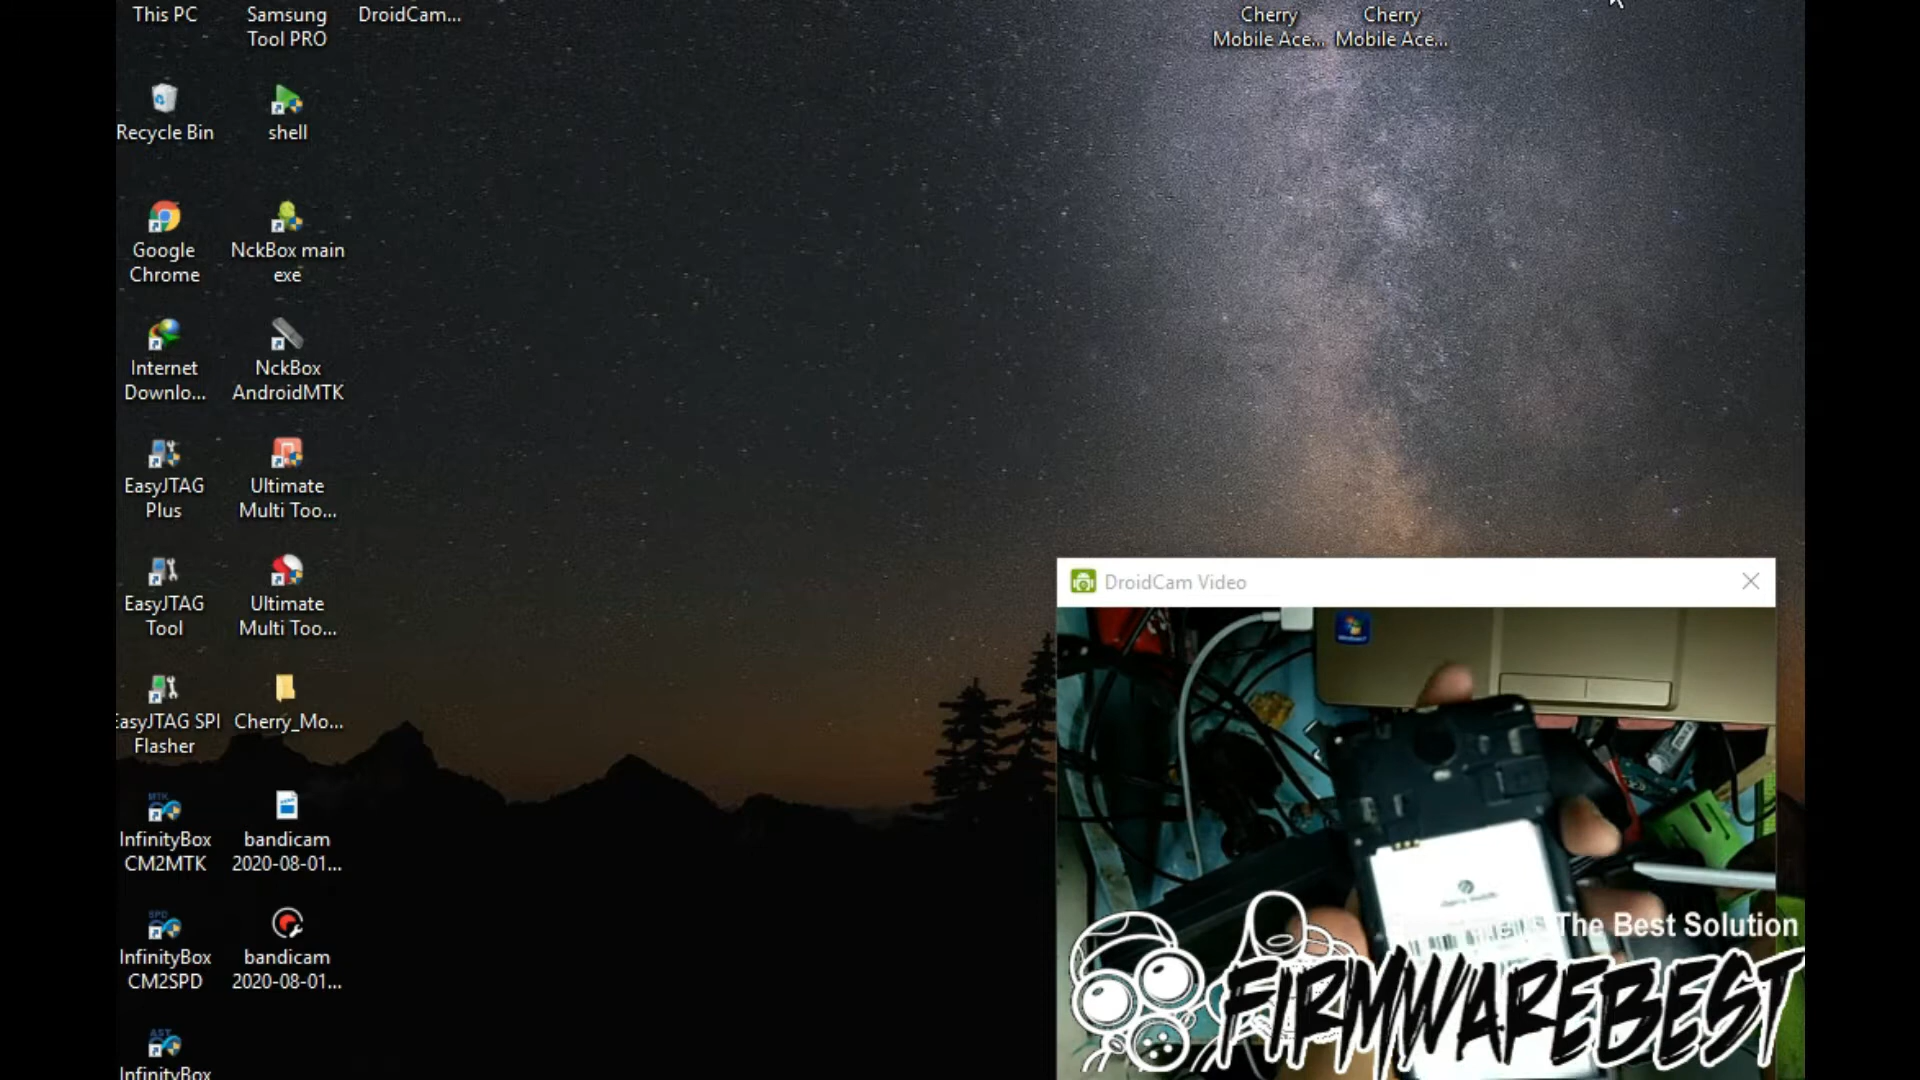 This PC
Samsung
Tool PRO
DroidCam...
Cherry
Mobile Ace...
Cherry
Mobile Ace...
Recycle Bin
shell
Google
Chrome
NckBox main
exe
Internet
Downlo...
NckBox
AndroidMTK
EasyJTAG
Plus
Ultimate
Multi Too...
EasyJTAG
Tool
Ultimate
Multi Too...
EasyJTAG SPI
Flasher
Cherry_Mo...
MTK
InfinityBox
CM2MTK
bandicam
2020-08-01...
SPD
InfinityBox
CM2SPD
bandicam
2020-08-01...
AST
InfinityBox
DroidCam Video
The Best Solution
FIRMWAREBEST